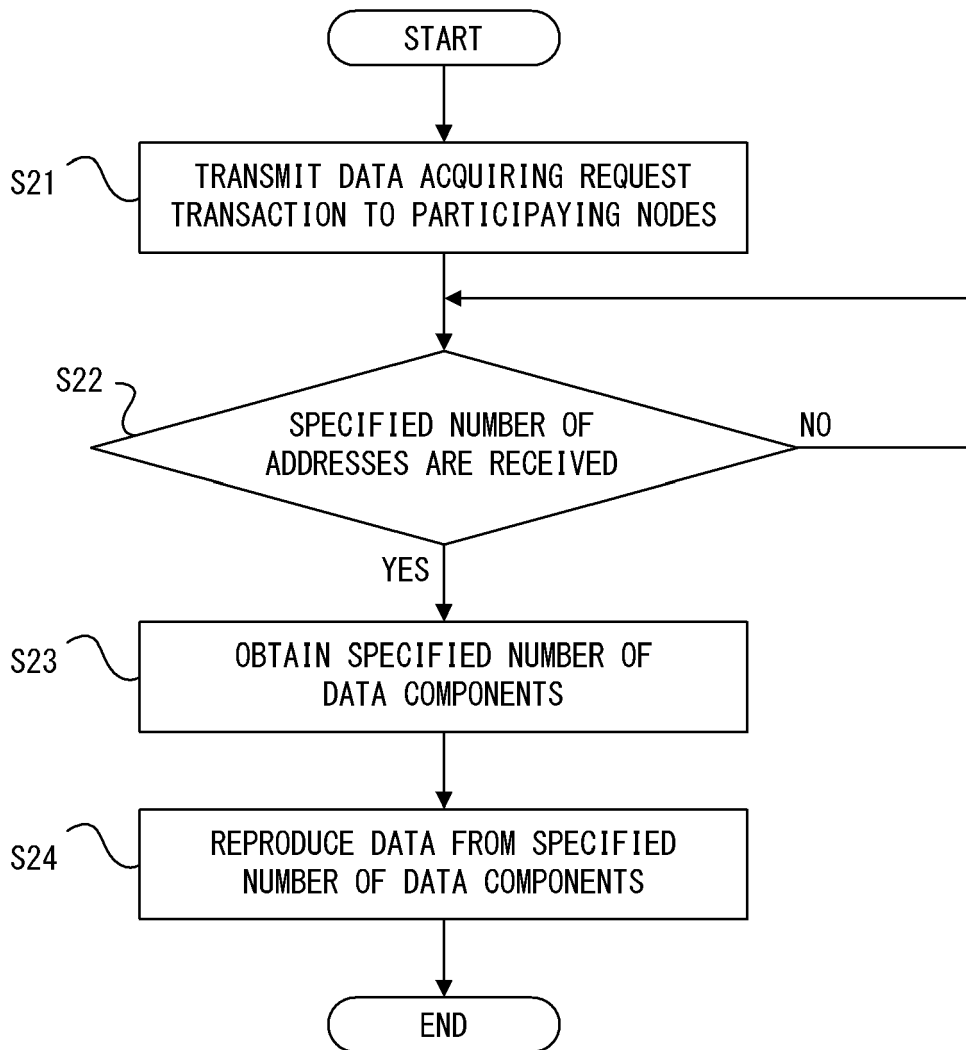 START
S21
TRANSMIT DATA ACQUIRING REQUEST
TRANSACTION TO PARTICIPAYING NODES
S22
SPECIFIED NUMBER OF
ADDRESSES ARE RECEIVED
NO
YES
S23
OBTAIN SPECIFIED NUMBER OF
DATA COMPONENTS
S24
REPRODUCE DATA FROM SPECIFIED
NUMBER OF DATA COMPONENTS
END